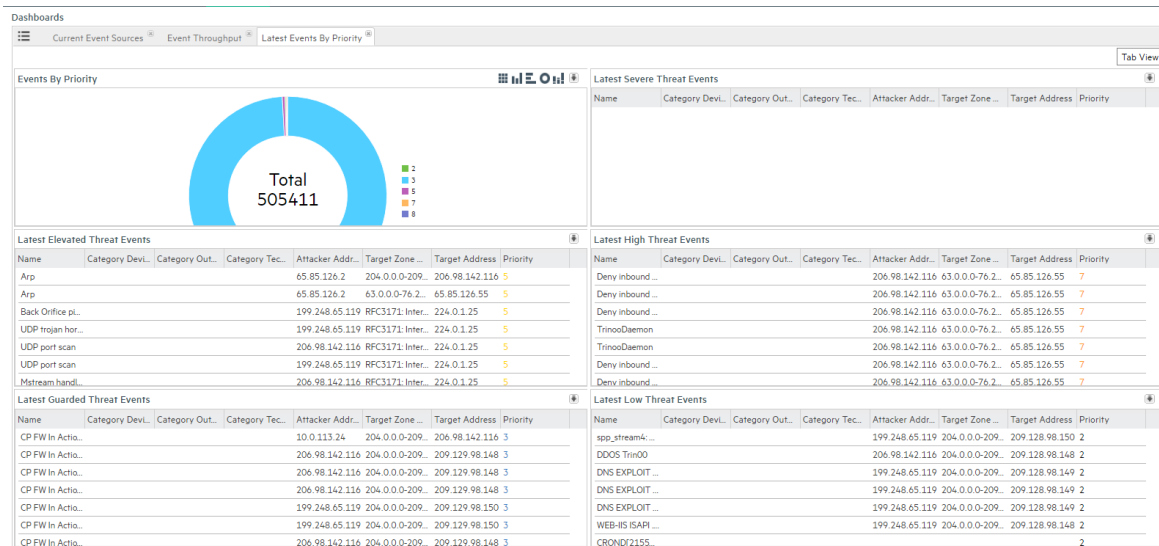 Dashboards
Current Event Sources Event Throughput Latest Events By Priority
Tab View
Events By Priority
Total
505411
2
3
5
7
8
Latest Severe Threat Events
Name Category Devi... Category Out... Category Tec... Attacker Addr... Target Zone ... Target Address Priority
Latest Elevated Threat Events
Name Category Devi... Category Out... Category Tec... Attacker Addr... Target Zone ... Target Address Priority
Arp 65.85.126.2 204.0.0.0-209... 206.98.142.116 5
Arp 65.85.126.2 63.0.0.0-76.2... 65.85.126.55 5
Back Orifice pi... 199.248.65.119 RFC3171: Inter... 224.0.1.25 5
UDP trojan hor... 199.248.65.119 RFC3171: Inter... 224.0.1.25 5
UDP port scan 206.98.142.116 RFC3171: Inter... 224.0.1.25 5
UDP port scan 199.248.65.119 RFC3171: Inter... 224.0.1.25 5
Mstream handl... 206.98.142.116 RFC3171: Inter... 224.0.1.25 5
Latest High Threat Events
Name Category Devi... Category Out... Category Tec... Attacker Addr... Target Zone ... Target Address Priority
Deny inbound ... 206.98.142.116 63.0.0.0-76.2... 65.85.126.55 7
Deny inbound ... 206.98.142.116 63.0.0.0-76.2... 65.85.126.55 7
Deny inbound ... 206.98.142.116 63.0.0.0-76.2... 65.85.126.55 7
TrinooDaemon 206.98.142.116 63.0.0.0-76.2... 65.85.126.55 7
TrinooDaemon 206.98.142.116 63.0.0.0-76.2... 65.85.126.55 7
Deny inbound ... 206.98.142.116 63.0.0.0-76.2... 65.85.126.55 7
Deny inbound ... 206.98.142.116 63.0.0.0-76.2... 65.85.126.55 7
Latest Guarded Threat Events
Name Category Devi... Category Out... Category Tec... Attacker Addr... Target Zone ... Target Address Priority
CP FW In Actio... 10.0.113.24 204.0.0.0-209... 206.98.142.116 3
CP FW In Actio... 206.98.142.116 204.0.0.0-209... 209.129.98.148 3
CP FW In Actio... 206.98.142.116 204.0.0.0-209... 209.129.98.148 3
CP FW In Actio... 206.98.142.116 204.0.0.0-209... 209.129.98.148 3
CP FW In Actio... 199.248.65.119 204.0.0.0-209... 209.129.98.150 3
CP FW In Actio... 199.248.65.119 204.0.0.0-209... 209.129.98.150 3
CP FW In Actio... 206.98.142.116 204.0.0.0-209... 209.129.98.148 3
Latest Low Threat Events
Name Category Devi... Category Out... Category Tec... Attacker Addr... Target Zone ... Target Address Priority
spp_stream4: ... 199.248.65.119 204.0.0.0-209... 209.128.98.150 2
DDOS Trin00 206.98.142.116 204.0.0.0-209... 209.128.98.148 2
DNS EXPLOIT ... 199.248.65.119 204.0.0.0-209... 209.128.98.149 2
DNS EXPLOIT ... 199.248.65.119 204.0.0.0-209... 209.128.98.149 2
DNS EXPLOIT ... 199.248.65.119 204.0.0.0-209... 209.128.98.149 2
WEB-IIS ISAPI ... 199.248.65.119 204.0.0.0-209... 209.128.98.148 2
CROND[2155... 2